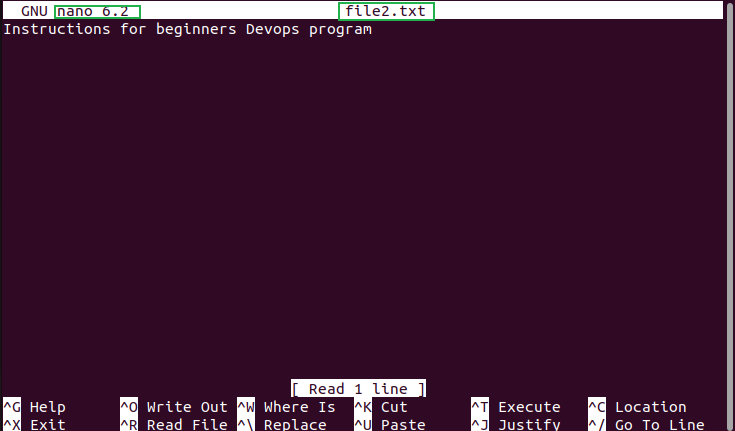 GNU nano 6.2 file2.txt
Instructions for beginners Devops program
[ Read 1 line ]
^G Help ^O Write Out ^W Where Is ^K Cut ^T Execute ^C Location
^X Exit ^R Read File ^\ Replace ^U Paste ^J Justify ^/ Go To Line